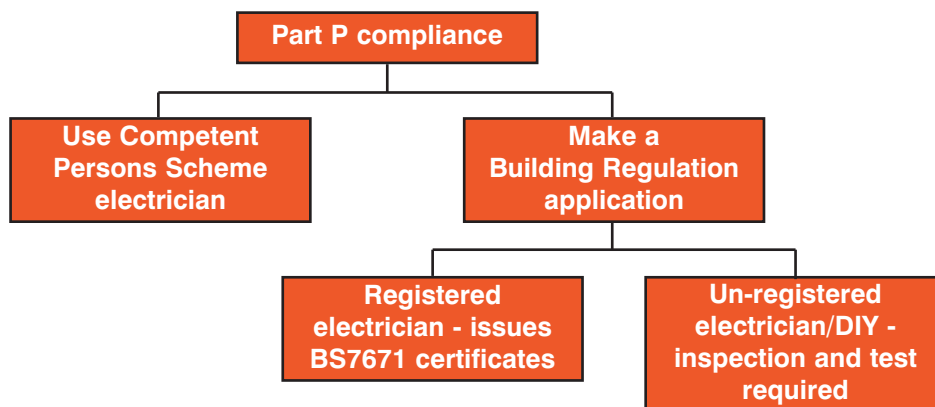 Part P compliance
Use Competent
Persons Scheme
electrician
Make a
Building Regulation
application
Registered
electrician - issues
BS7671 certificates
Un-registered
electrician/DIY -
inspection and test
required